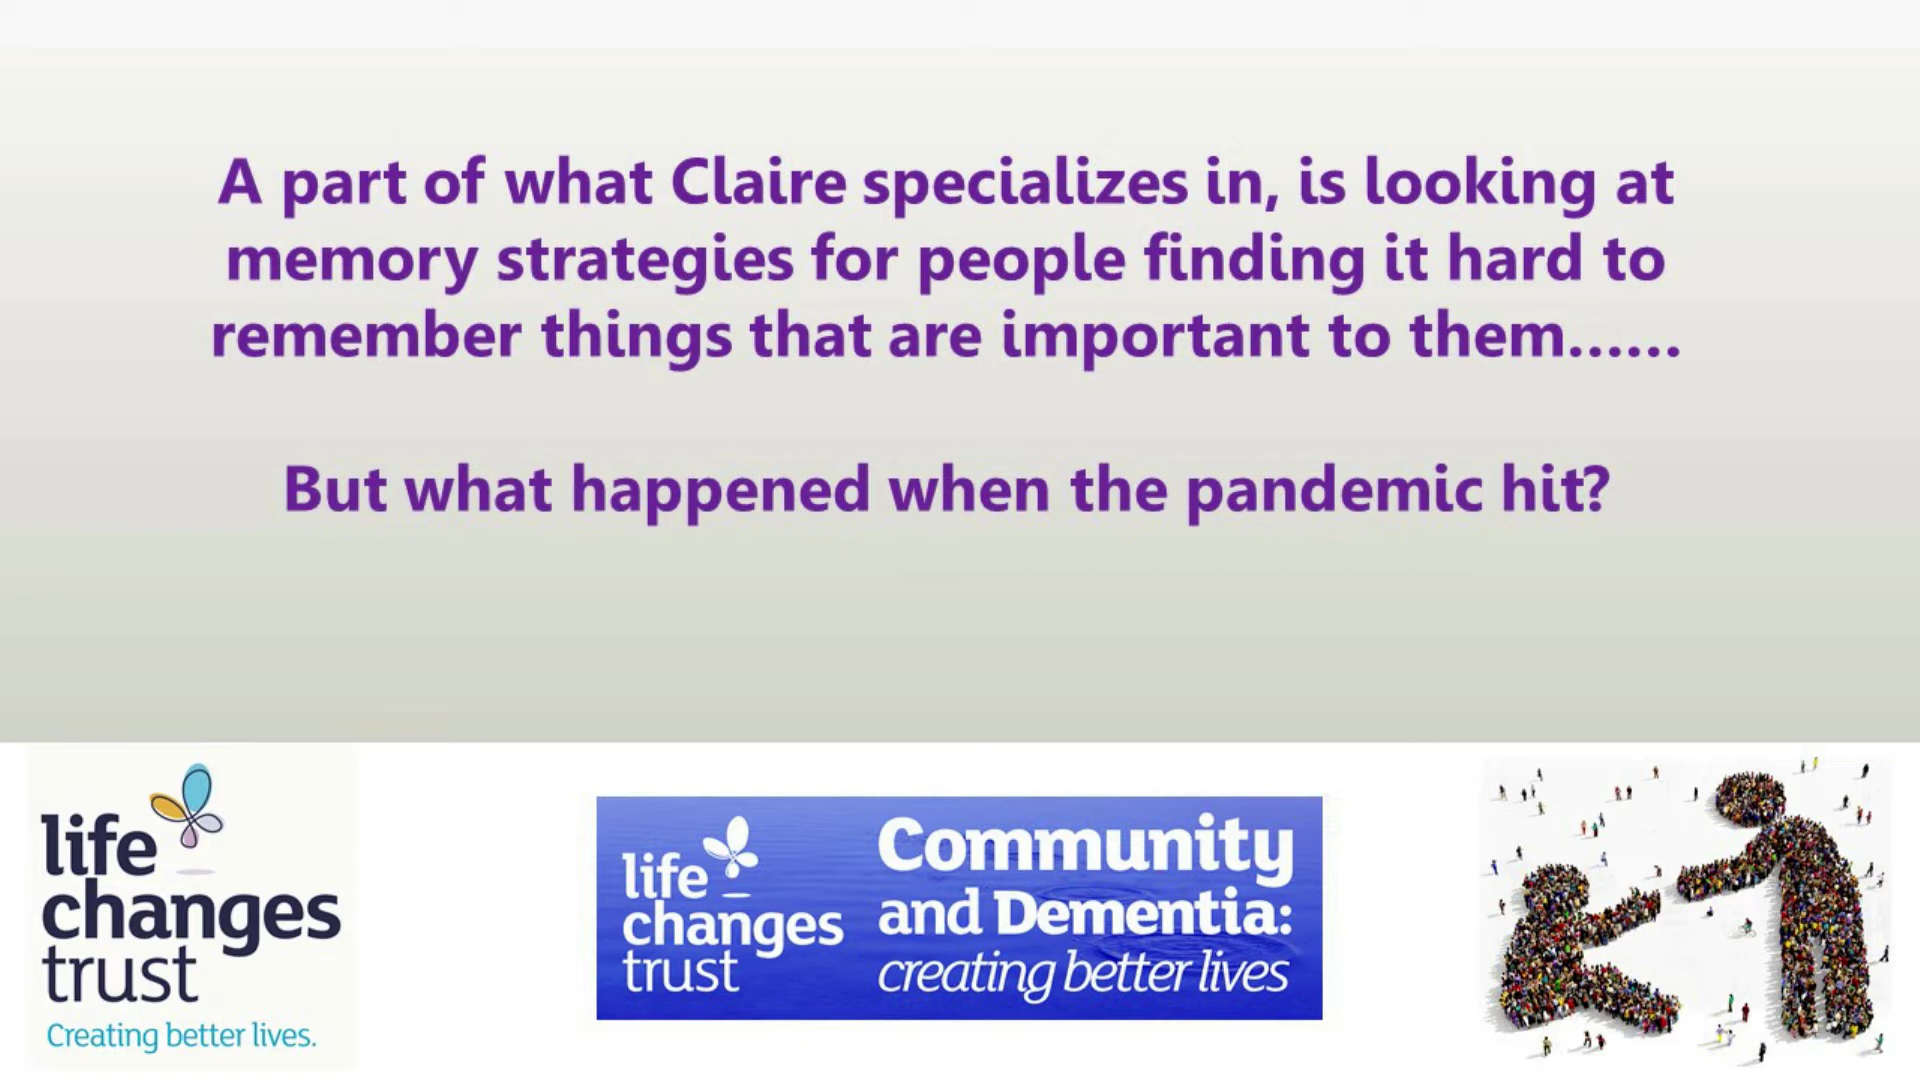 A part of what Claire specializes in, is looking at
memory strategies for people finding it hard to
remember things that are important to them......
But what happened when the pandemic hit?
life
changes
trust
Creating better lives.
life
changes
trust
Community
and Dementia:
creating better lives